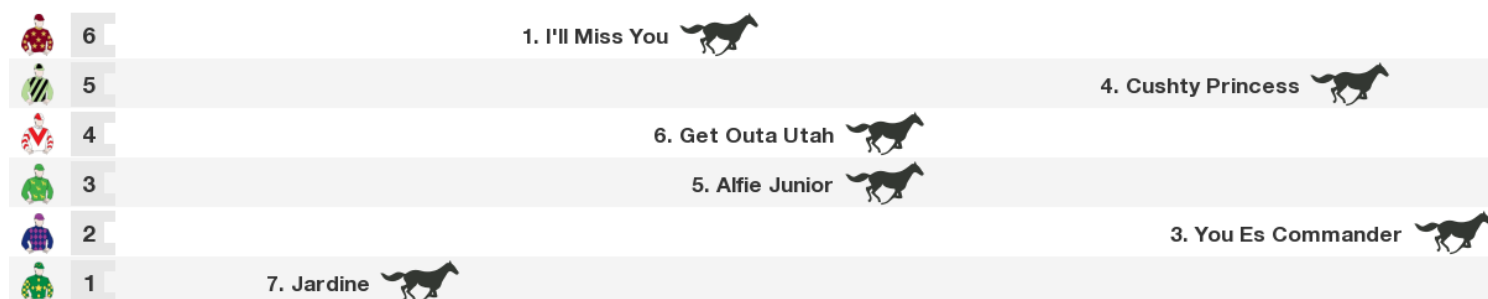 6 1. I'll Miss You
5 4. Cushty Princess
4 6. Get Outa Utah
3 5. Alfie Junior
2 3. You Es Commander
1 7. Jardine